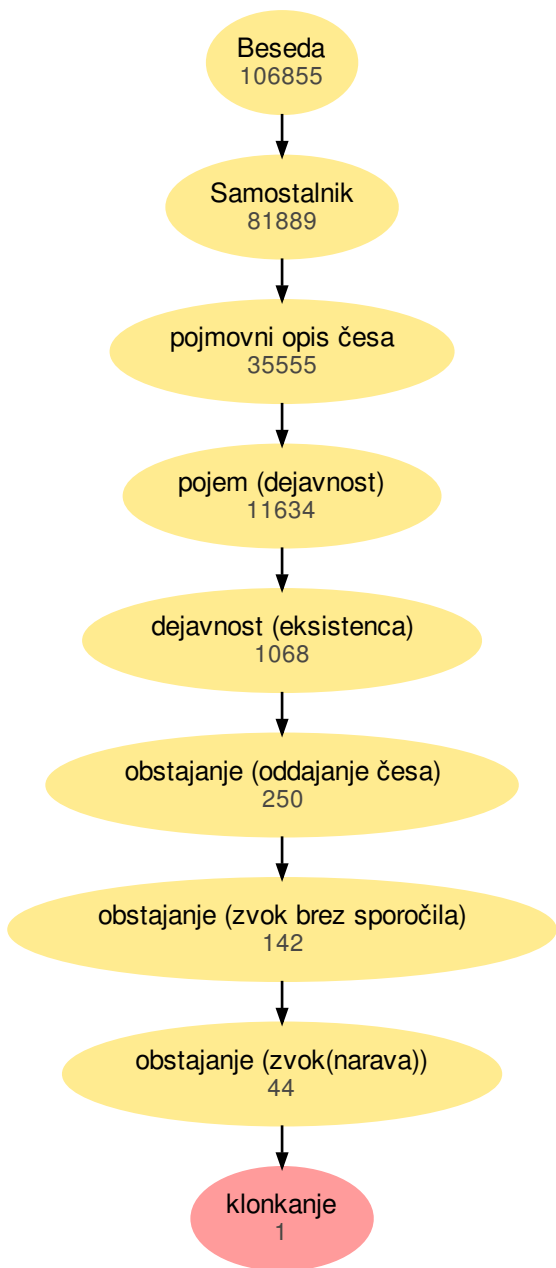 Beseda
106855
Samostalnik
81889
pojmovni opis česa
35555
pojem (dejavnost)
11634
dejavnost (eksistenca)
1068
obstajanje (oddajanje česa)
250
obstajanje (zvok brez sporočila)
142
obstajanje (zvok(narava))
44
klonkanje
1